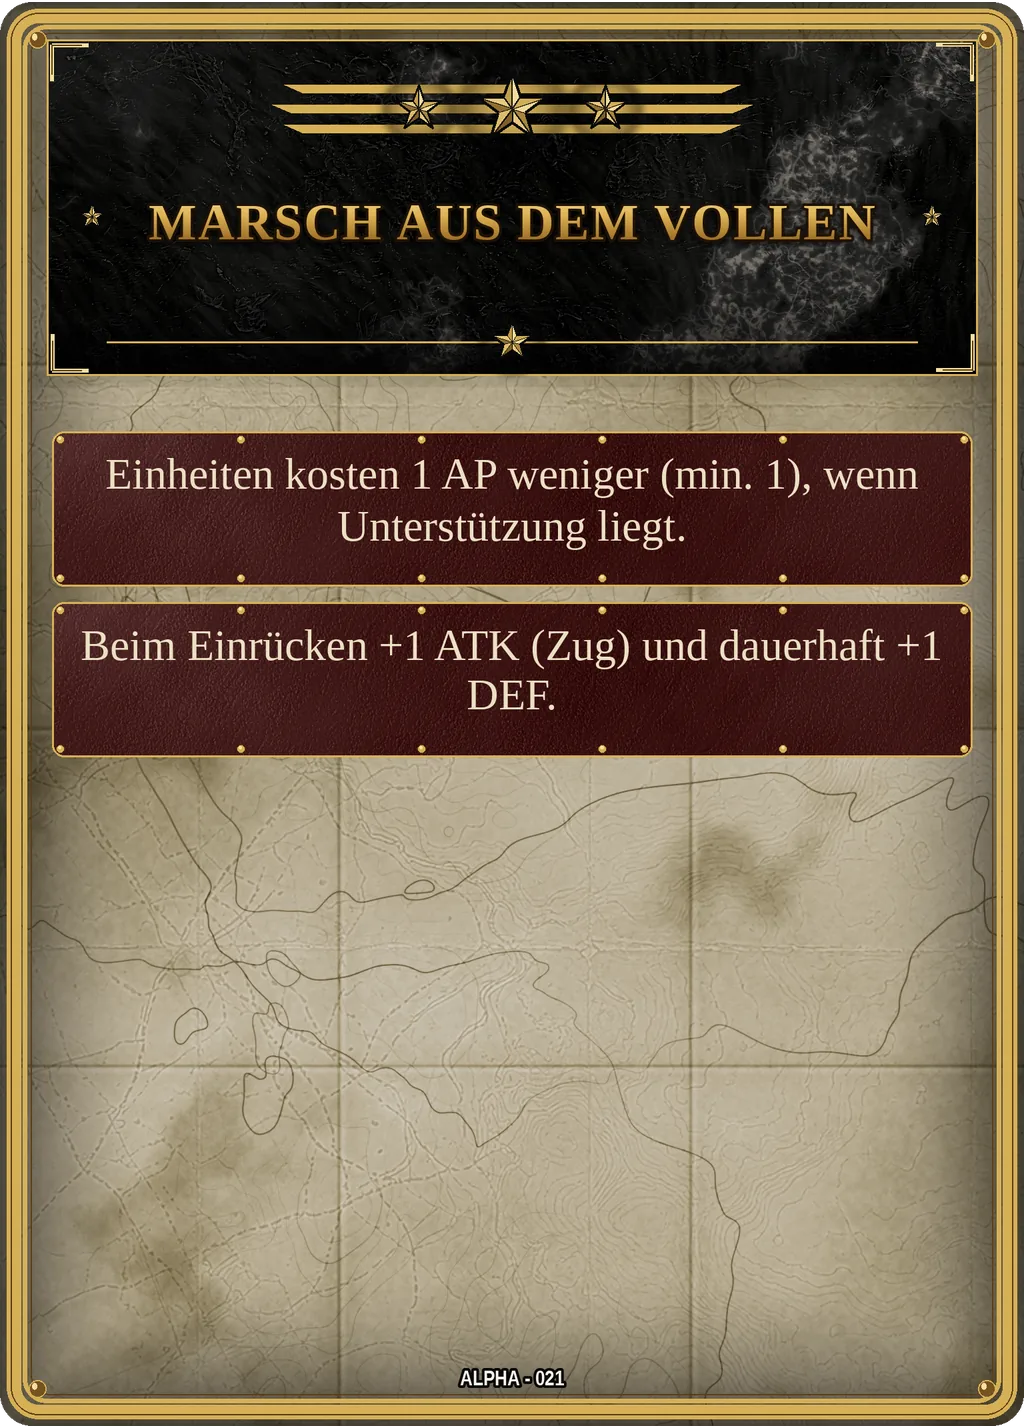 MARSCH AUS DEM VOLLEN
Einheiten kosten 1 AP weniger (min. 1), wenn
Unterstützung liegt.
Beim Einrücken +1 ATK (Zug) und dauerhaft +1
DEF.
ALPHA - 021